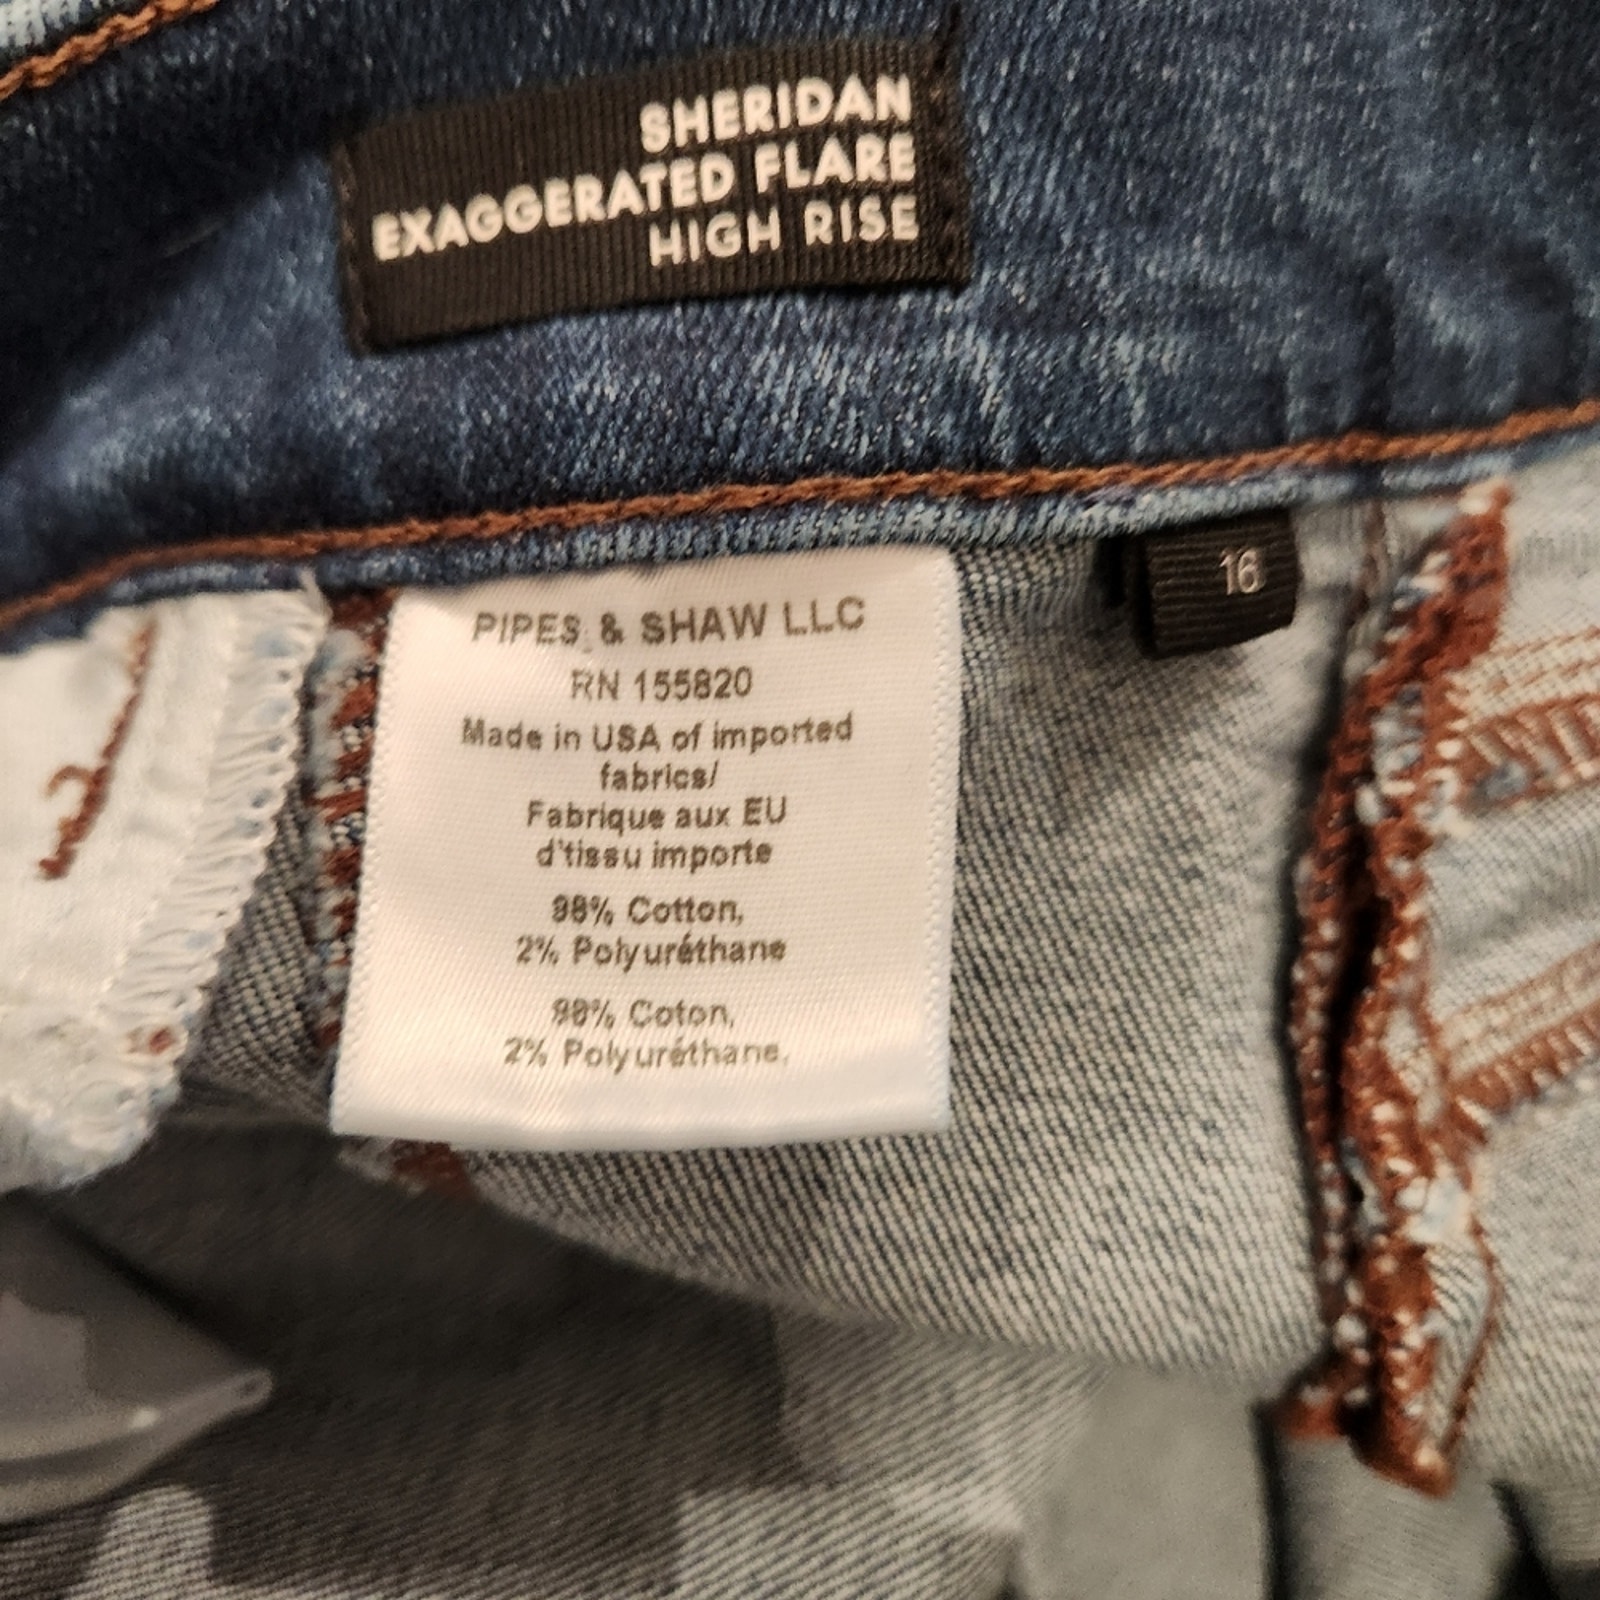 SHERIDAN
EXAGGERATED FLARE
HIGH RISE
16
PIPES & SHAW LLC
RN 155820
Made in USA of imported
fabrics/
Fabrique aux EU
d'tissu importe
98% Cotton,
2% Polyuréthane
98% Coton,
2% Polyuréthane,